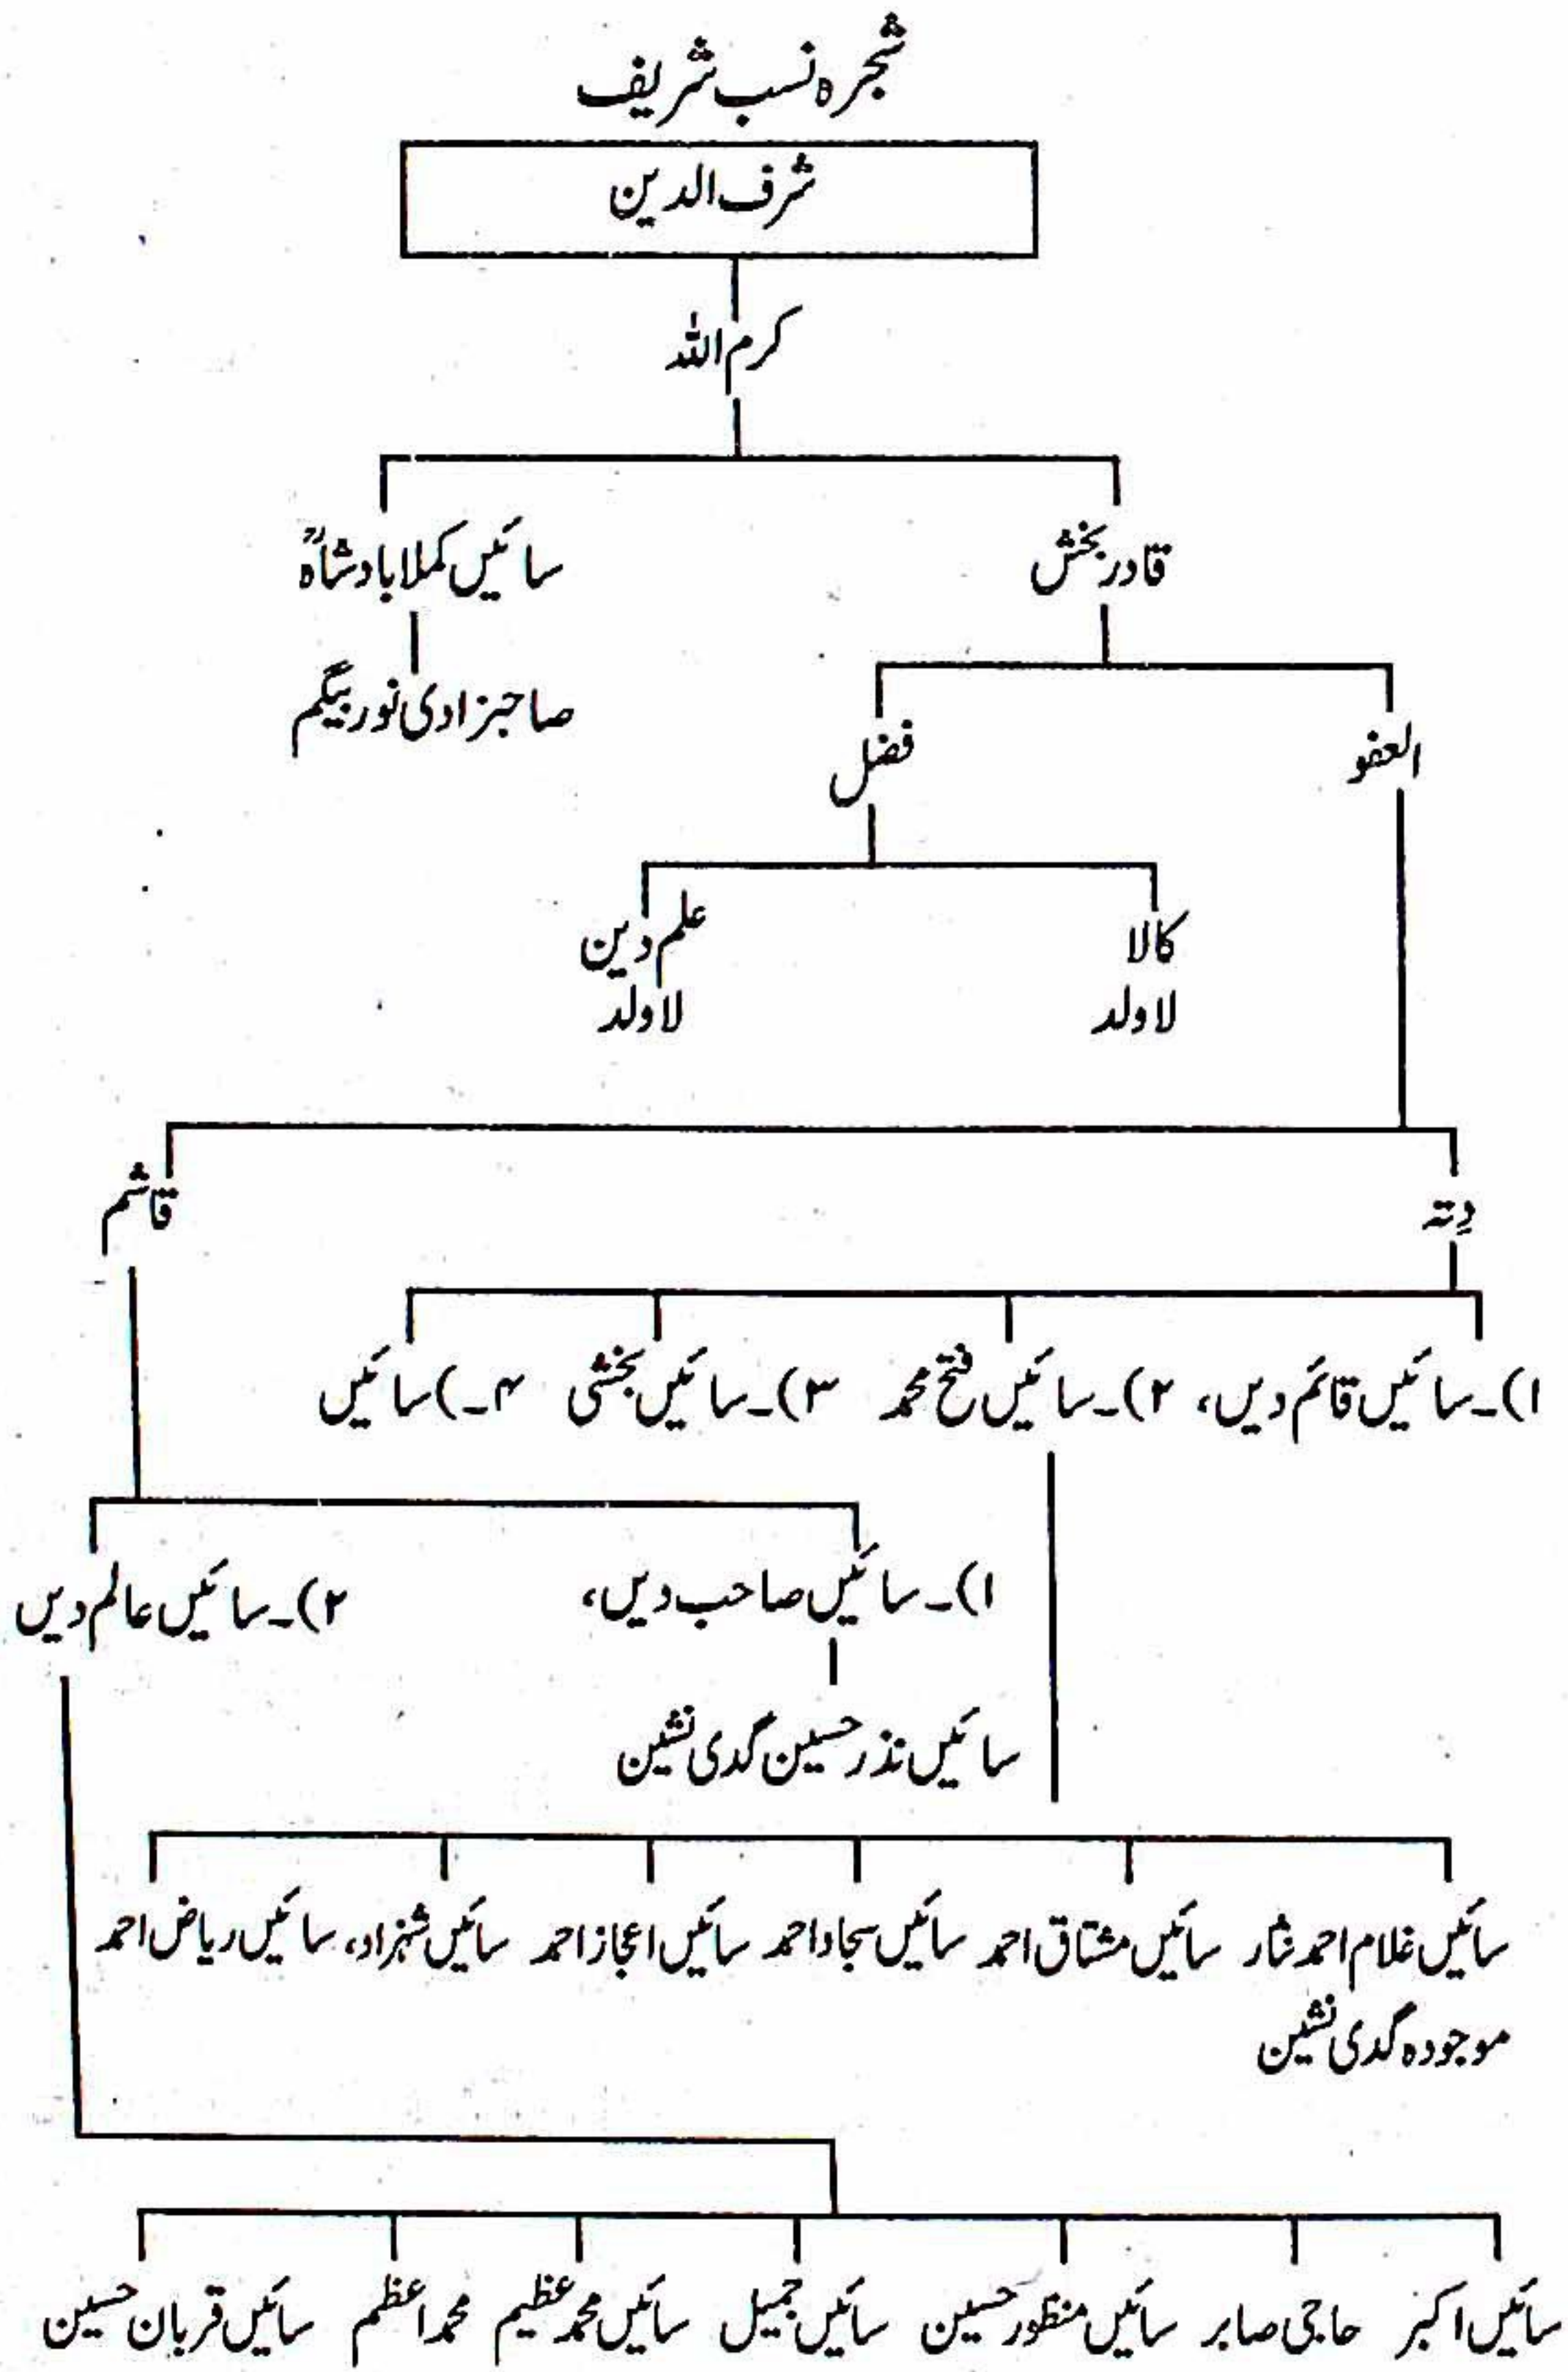 شجرہ نسب شریف
شرف الدین
کرم اللہ
قادر بخش
سائیں کملا بادشاہؒ
صاحبزادی نور بیگم
العفو
فضل
کالا
لاولد
علم دین
لاولد
دِتہ
قاشم
۱)۔سائیں قائم دیں، ۲)۔سائیں فتح محمد ۳)۔سائیں بخشی ۴۔)سائیں
۱)۔سائیں صاحب دیں، ۲)۔سائیں عالم دیں
سائیں نذر حسین گدی نشین
سائیں غلام احمد نثار سائیں مشتاق احمد سائیں سجاد احمد سائیں اعجاز احمد سائیں شہزاد، سائیں ریاض احمد
موجودہ گدی نشین
سائیں اکبر حاجی صابر سائیں منظور حسین سائیں جمیل سائیں محمد عظیم محمد اعظم سائیں قربان حسین